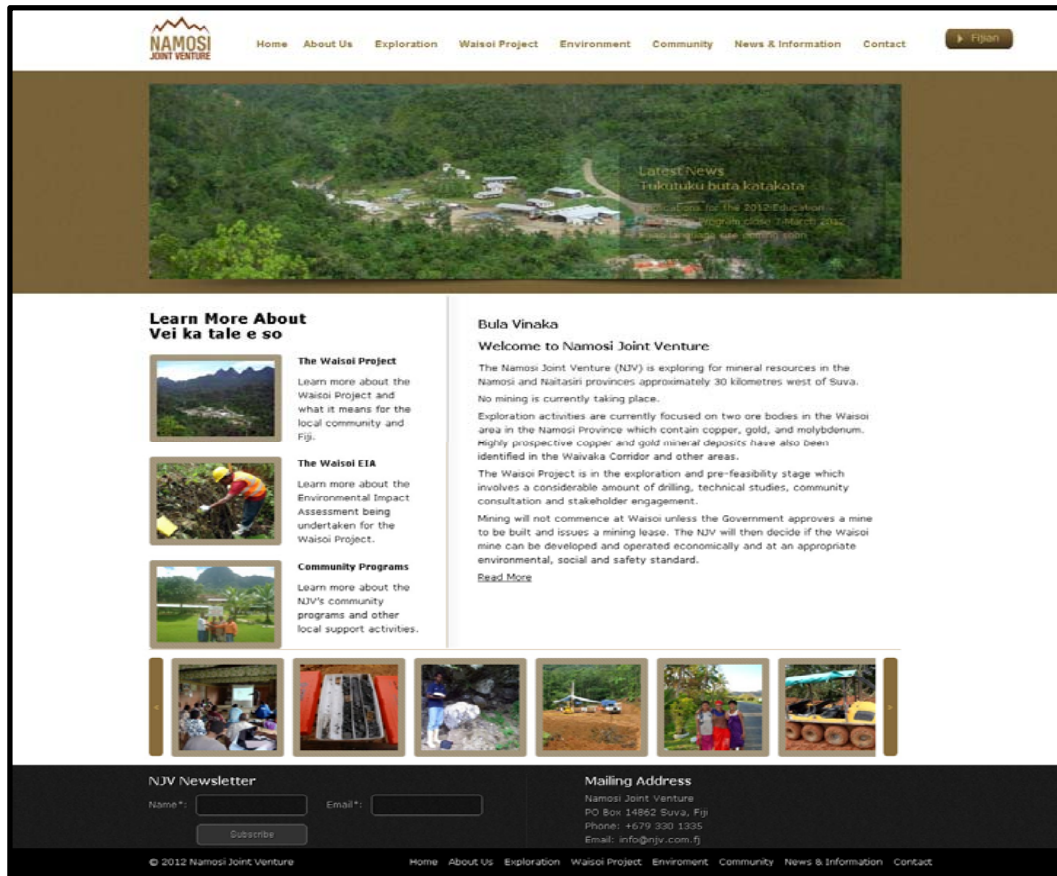 NAMOSI
JOINT VENTURE
Home About Us Exploration Waisoi Project Environment Community News & Information Contact
Fijian
Latest News
Tukutuku buta katakata
for the 2012 Education
Program close 7 March 2012
site coming soon
Learn More About
Vei ka tale e so
The Waisoi Project
Learn more about the
Waisoi Project and
what it means for the
local community and
Fiji.
The Waisoi EIA
Learn more about the
Environmental Impact
Assessment being
undertaken for the
Waisoi Project.
Community Programs
Learn more about the
NJV's community
programs and other
local support activities.
Bula Vinaka
Welcome to Namosi Joint Venture
The Namosi Joint Venture (NJV) is exploring for mineral resources in the
Namosi and Naitasiri provinces approximately 30 kilometres west of Suva.
No mining is currently taking place.
Exploration activities are currently focused on two ore bodies in the Waisoi
area in the Namosi Province which contain copper, gold, and molybdenum.
Highly prospective copper and gold mineral deposits have also been
identified in the Waivaka Corridor and other areas.
The Waisoi Project is in the exploration and pre-feasibility stage which
involves a considerable amount of drilling, technical studies, community
consultation and stakeholder engagement.
Mining will not commence at Waisoi unless the Government approves a mine
to be built and issues a mining lease. The NJV will then decide if the Waisoi
mine can be developed and operated economically and at an appropriate
environmental, social and safety standard.
Read More
< >
NJV Newsletter
Name*: Email*:
Subscribe
Mailing Address
Namosi Joint Venture
PO Box 14862 Suva, Fiji
Phone: +679 330 1335
Email: info@njv.com.fj
© 2012 Namosi Joint Venture
Home About Us Exploration Waisoi Project Enviroment Community News & Information Contact